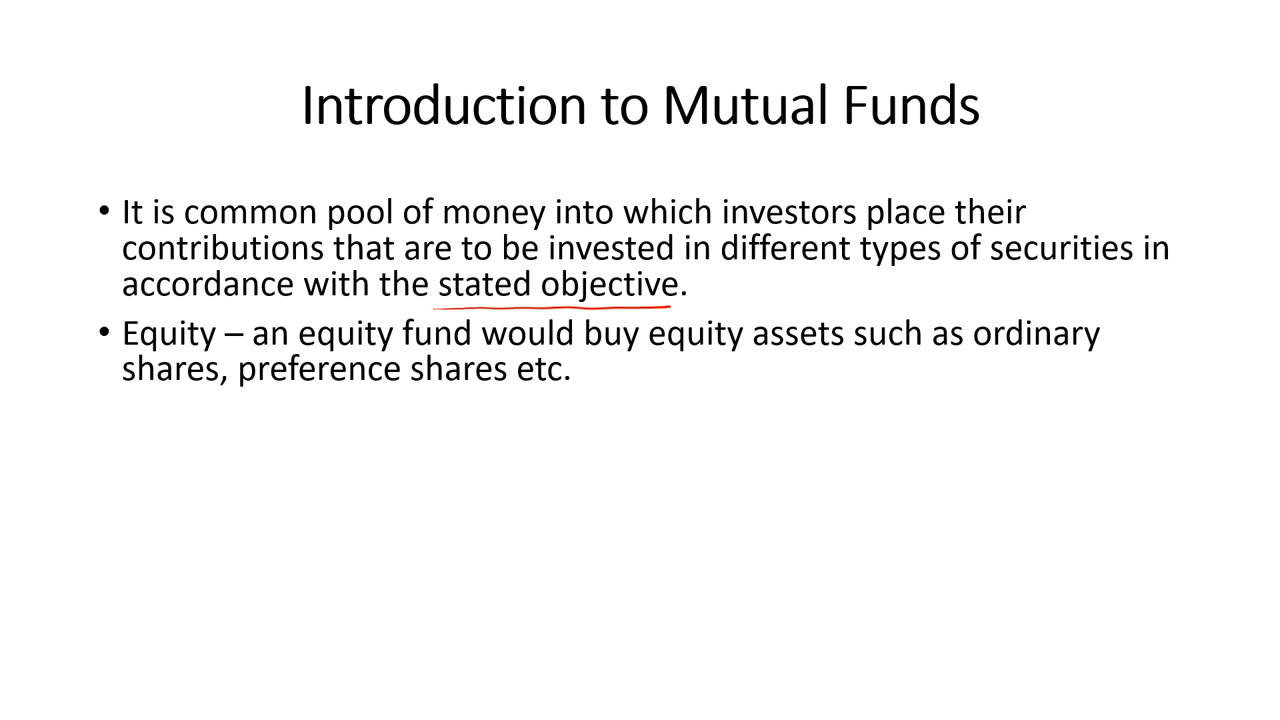 Introduction to Mutual Funds
• It is common pool of money into which investors place their
contributions that are to be invested in different types of securities in
accordance with the stated objective.
• Equity – an equity fund would buy equity assets such as ordinary
shares, preference shares etc.